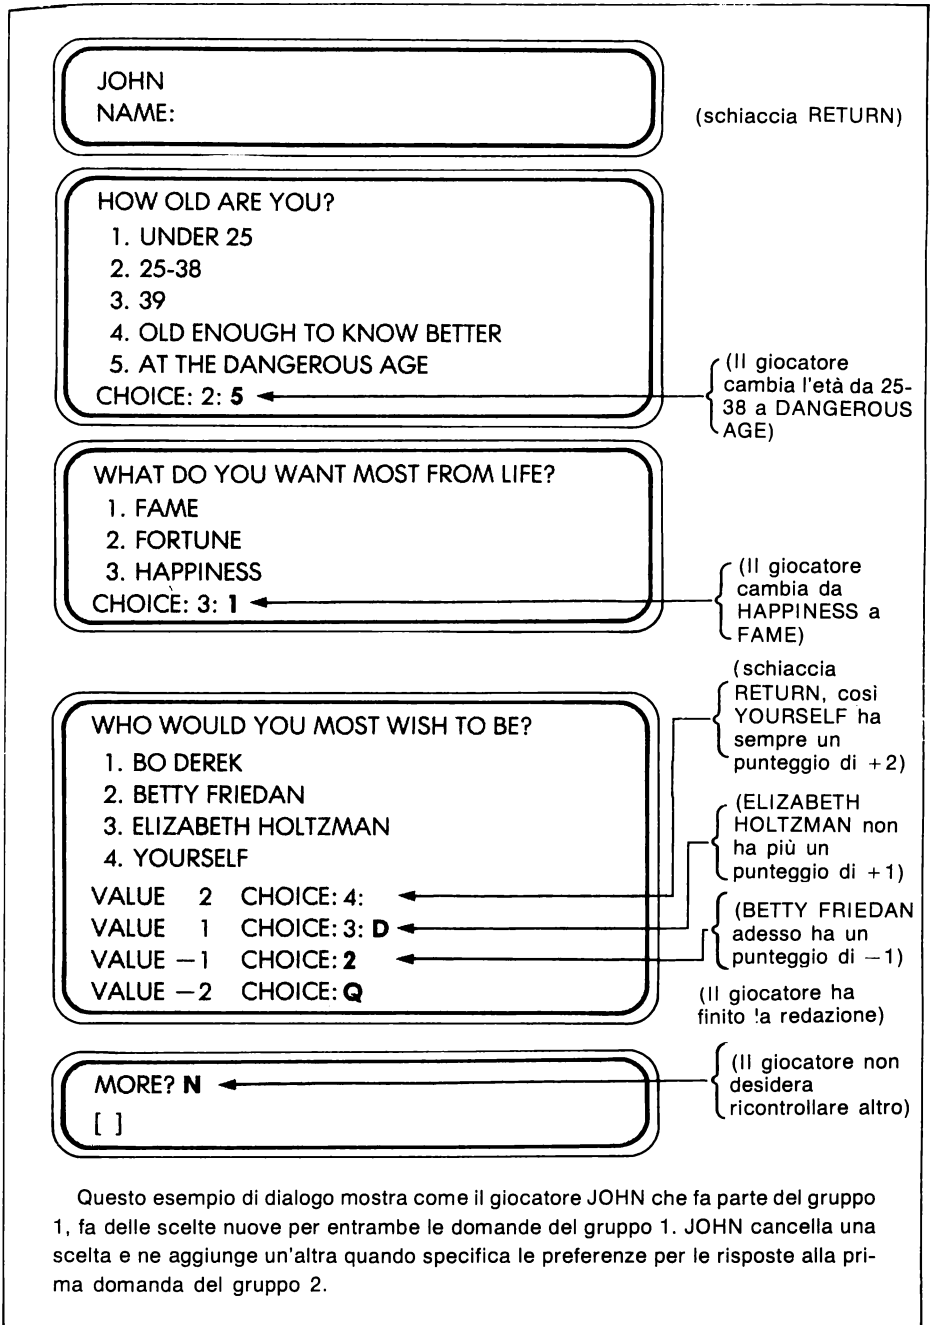 JOHN
NAME:
(schiaccia RETURN)
HOW OLD ARE YOU?
1. UNDER 25
2. 25-38
3. 39
4. OLD ENOUGH TO KNOW BETTER
5. AT THE DANGEROUS AGE
CHOICE: 2: 5
(Il giocatore
cambia l'età da 25-
38 a DANGEROUS
AGE)
WHAT DO YOU WANT MOST FROM LIFE?
1. FAME
2. FORTUNE
3. HAPPINESS
CHOICE: 3: 1
(Il giocatore
cambia da
HAPPINESS a
FAME)
WHO WOULD YOU MOST WISH TO BE?
1. BO DEREK
2. BETTY FRIEDAN
3. ELIZABETH HOLTZMAN
4. YOURSELF
VALUE 2 CHOICE: 4:
VALUE 1 CHOICE: 3: D
VALUE −1 CHOICE: 2
VALUE −2 CHOICE: Q
(schiaccia
RETURN, cosi
YOURSELF ha
sempre un
punteggio di +2)
(ELIZABETH
HOLTZMAN non
ha più un
punteggio di +1)
(BETTY FRIEDAN
adesso ha un
punteggio di −1)
(Il giocatore ha
finito la redazione)
MORE? N
[ ]
(Il giocatore non
desidera
ricontrollare altro)
Questo esempio di dialogo mostra come il giocatore JOHN che fa parte del gruppo
1, fa delle scelte nuove per entrambe le domande del gruppo 1. JOHN cancella una
scelta e ne aggiunge un'altra quando specifica le preferenze per le risposte alla pri-
ma domanda del gruppo 2.